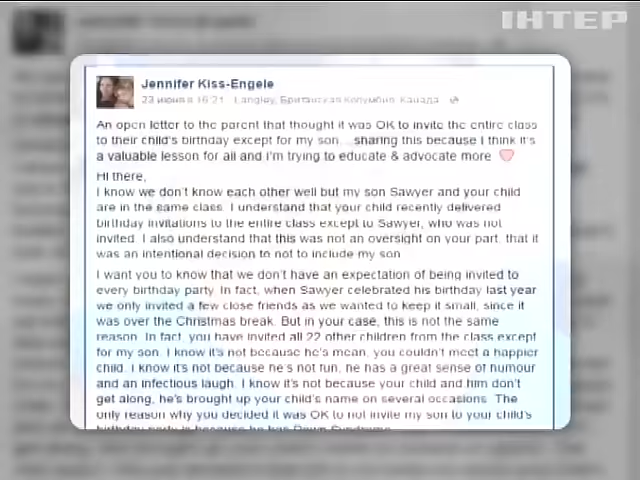 ІНТЕР
Jennifer Kiss-Engele
23 июня в 16:21 · Langley, Британская Колумбия, Канада
An open letter to the parent that thought it was OK to invite the entire class
to their child's birthday except for my son....sharing this because I think it's
a valuable lesson for all and I'm trying to educate & advocate more
Hi there,
I know we don't know each other well but my son Sawyer and your child
are in the same class. I understand that your child recently delivered
birthday invitations to the entire class except to Sawyer, who was not
invited. I also understand that this was not an oversight on your part, that it
was an intentional decision to not to include my son.
I want you to know that we don't have an expectation of being invited to
every birthday party. In fact, when Sawyer celebrated his birthday last year
we only invited a few close friends as we wanted to keep it small, since it
was over the Christmas break. But in your case, this is not the same
reason. In fact, you have invited all 22 other children from the class except
for my son. I know it's not because he's mean, you couldn't meet a happier
child. I know it's not because he's not fun, he has a great sense of humour
and an infectious laugh. I know it's not because your child and him don't
get along, he's brought up your child's name on several occasions. The
only reason why you decided it was OK to not invite my son to your child's
birthday party is because he has Down Syndrome